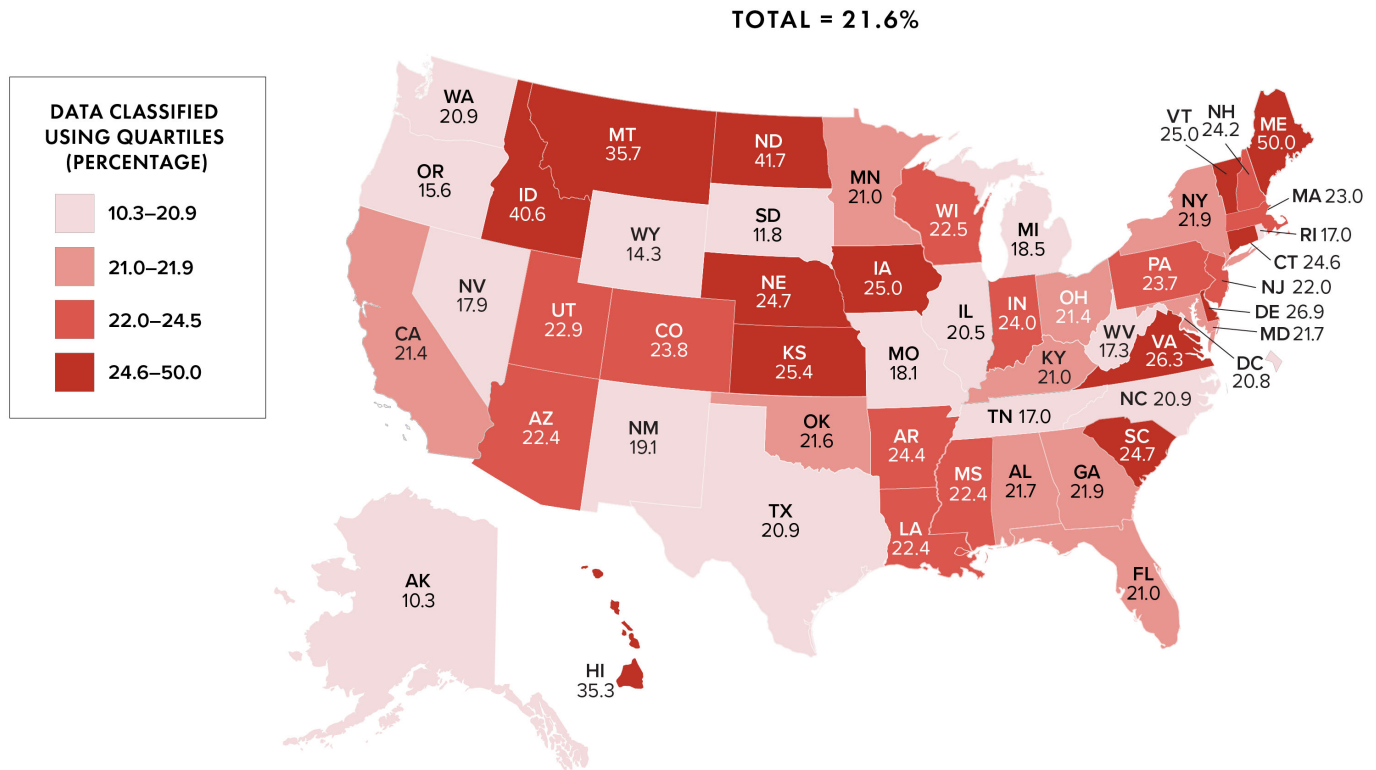 TOTAL = 21.6%
DATA CLASSIFIED
USING QUARTILES
(PERCENTAGE)
10.3–20.9
21.0–21.9
22.0–24.5
24.6–50.0
WA
20.9
OR
15.6
CA
21.4
NV
17.9
ID
40.6
MT
35.7
WY
14.3
UT
22.9
CO
23.8
AZ
22.4
NM
19.1
ND
41.7
SD
11.8
NE
24.7
KS
25.4
OK
21.6
TX
20.9
MN
21.0
IA
25.0
MO
18.1
AR
24.4
LA
22.4
WI
22.5
IL
20.5
MI
18.5
IN
24.0
OH
21.4
KY
21.0
TN 17.0
MS
22.4
AL
21.7
GA
21.9
FL
21.0
SC
24.7
NC 20.9
VA
26.3
WV
17.3
PA
23.7
NY
21.9
VT
25.0
NH
24.2
ME
50.0
MA 23.0
RI 17.0
CT 24.6
NJ 22.0
DE 26.9
MD 21.7
DC
20.8
AK
10.3
HI
35.3